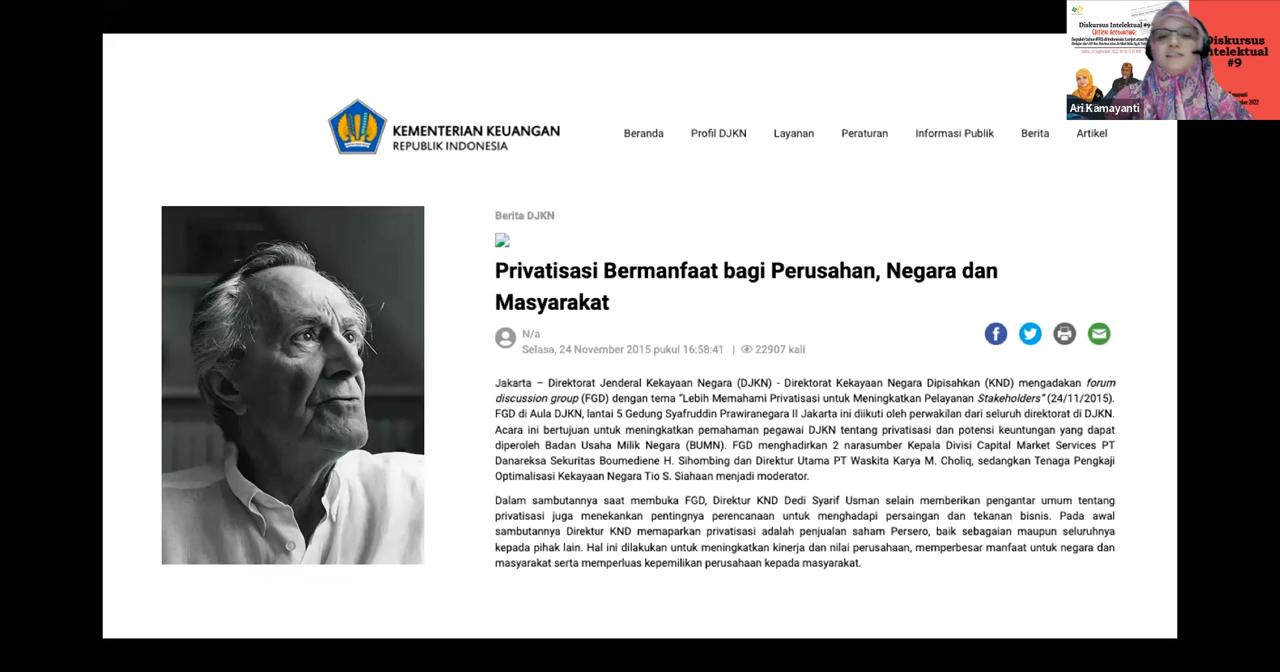 KEMENTERIAN KEUANGAN
REPUBLIK INDONESIA
Beranda
Profil DJKN
Layanan
Peraturan
Informasi Publik
Berita
Artikel
Diskursus Intelektual #9
Diskursus
ntelektual
#9
Ari Kamayanti
Berita DJKN
Privatisasi Bermanfaat bagi Perusahan, Negara dan
Masyarakat
N/a
Selasa, 24 November 2015 pukul 16:58:41 | 22907 kali
Jakarta – Direktorat Jenderal Kekayaan Negara (DJKN) - Direktorat Kekayaan Negara Dipisahkan (KND) mengadakan forum
discussion group (FGD) dengan tema “Lebih Memahami Privatisasi untuk Meningkatkan Pelayanan Stakeholders” (24/11/2015).
FGD di Aula DJKN, lantai 5 Gedung Syafruddin Prawiranegara II Jakarta ini diikuti oleh perwakilan dari seluruh direktorat di DJKN.
Acara ini bertujuan untuk meningkatkan pemahaman pegawai DJKN tentang privatisasi dan potensi keuntungan yang dapat
diperoleh Badan Usaha Milik Negara (BUMN). FGD menghadirkan 2 narasumber Kepala Divisi Capital Market Services PT
Danareksa Sekuritas Boumediene H. Sihombing dan Direktur Utama PT Waskita Karya M. Choliq, sedangkan Tenaga Pengkaji
Optimalisasi Kekayaan Negara Tio S. Siahaan menjadi moderator.
Dalam sambutannya saat membuka FGD, Direktur KND Dedi Syarif Usman selain memberikan pengantar umum tentang
privatisasi juga menekankan pentingnya perencanaan untuk menghadapi persaingan dan tekanan bisnis. Pada awal
sambutannya Direktur KND memaparkan privatisasi adalah penjualan saham Persero, baik sebagaian maupun seluruhnya
kepada pihak lain. Hal ini dilakukan untuk meningkatkan kinerja dan nilai perusahaan, memperbesar manfaat untuk negara dan
masyarakat serta memperluas kepemilikan perusahaan kepada masyarakat.